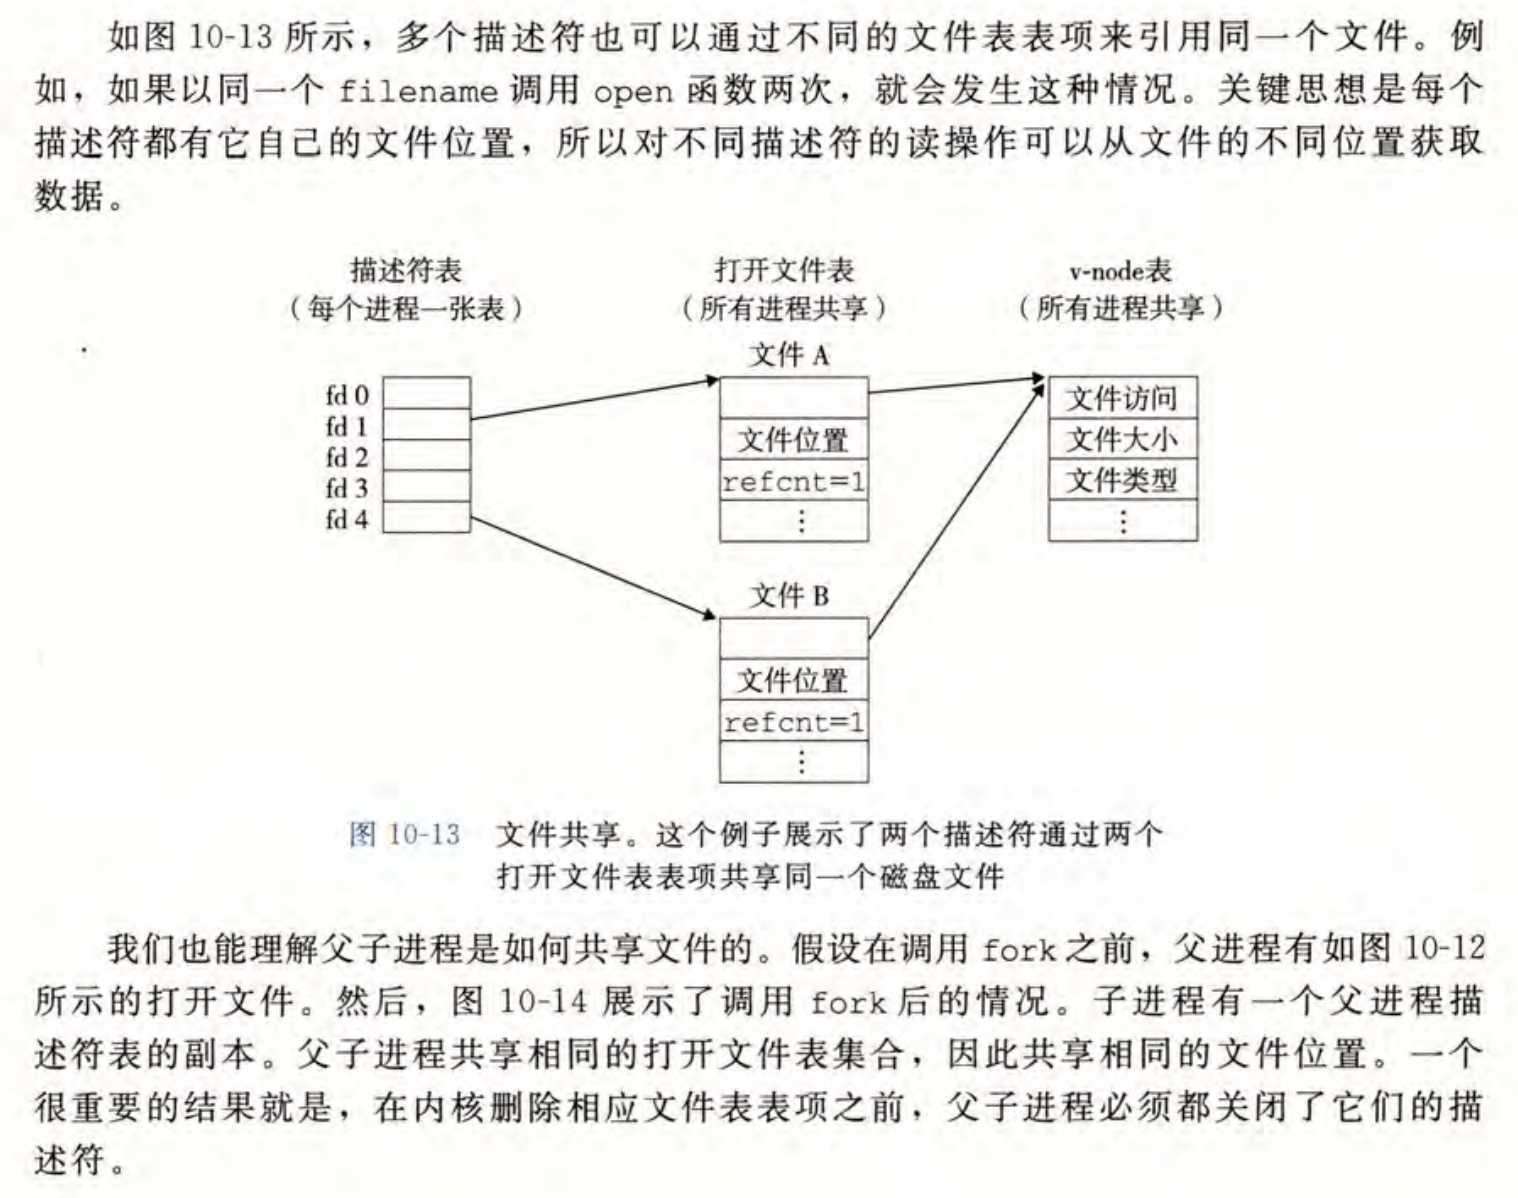 如图 10-13 所示，多个描述符也可以通过不同的文件表表项来引用同一个文件。例
如，如果以同一个 filename 调用 open 函数两次，就会发生这种情况。关键思想是每个
描述符都有它自己的文件位置，所以对不同描述符的读操作可以从文件的不同位置获取
数据。
描述符表
（每个进程一张表）
打开文件表
（所有进程共享）
v-node表
（所有进程共享）
fd 0
fd 1
fd 2
fd 3
fd 4
文件 A
文件位置
refcnt=1
⋮
文件 B
文件位置
refcnt=1
⋮
文件访问
文件大小
文件类型
⋮
图 10-13 文件共享。这个例子展示了两个描述符通过两个
打开文件表表项共享同一个磁盘文件
我们也能理解父子进程是如何共享文件的。假设在调用 fork 之前，父进程有如图 10-12
所示的打开文件。然后，图 10-14 展示了调用 fork 后的情况。子进程有一个父进程描
述符表的副本。父子进程共享相同的打开文件表集合，因此共享相同的文件位置。一个
很重要的结果就是，在内核删除相应文件表表项之前，父子进程必须都关闭了它们的描
述符。